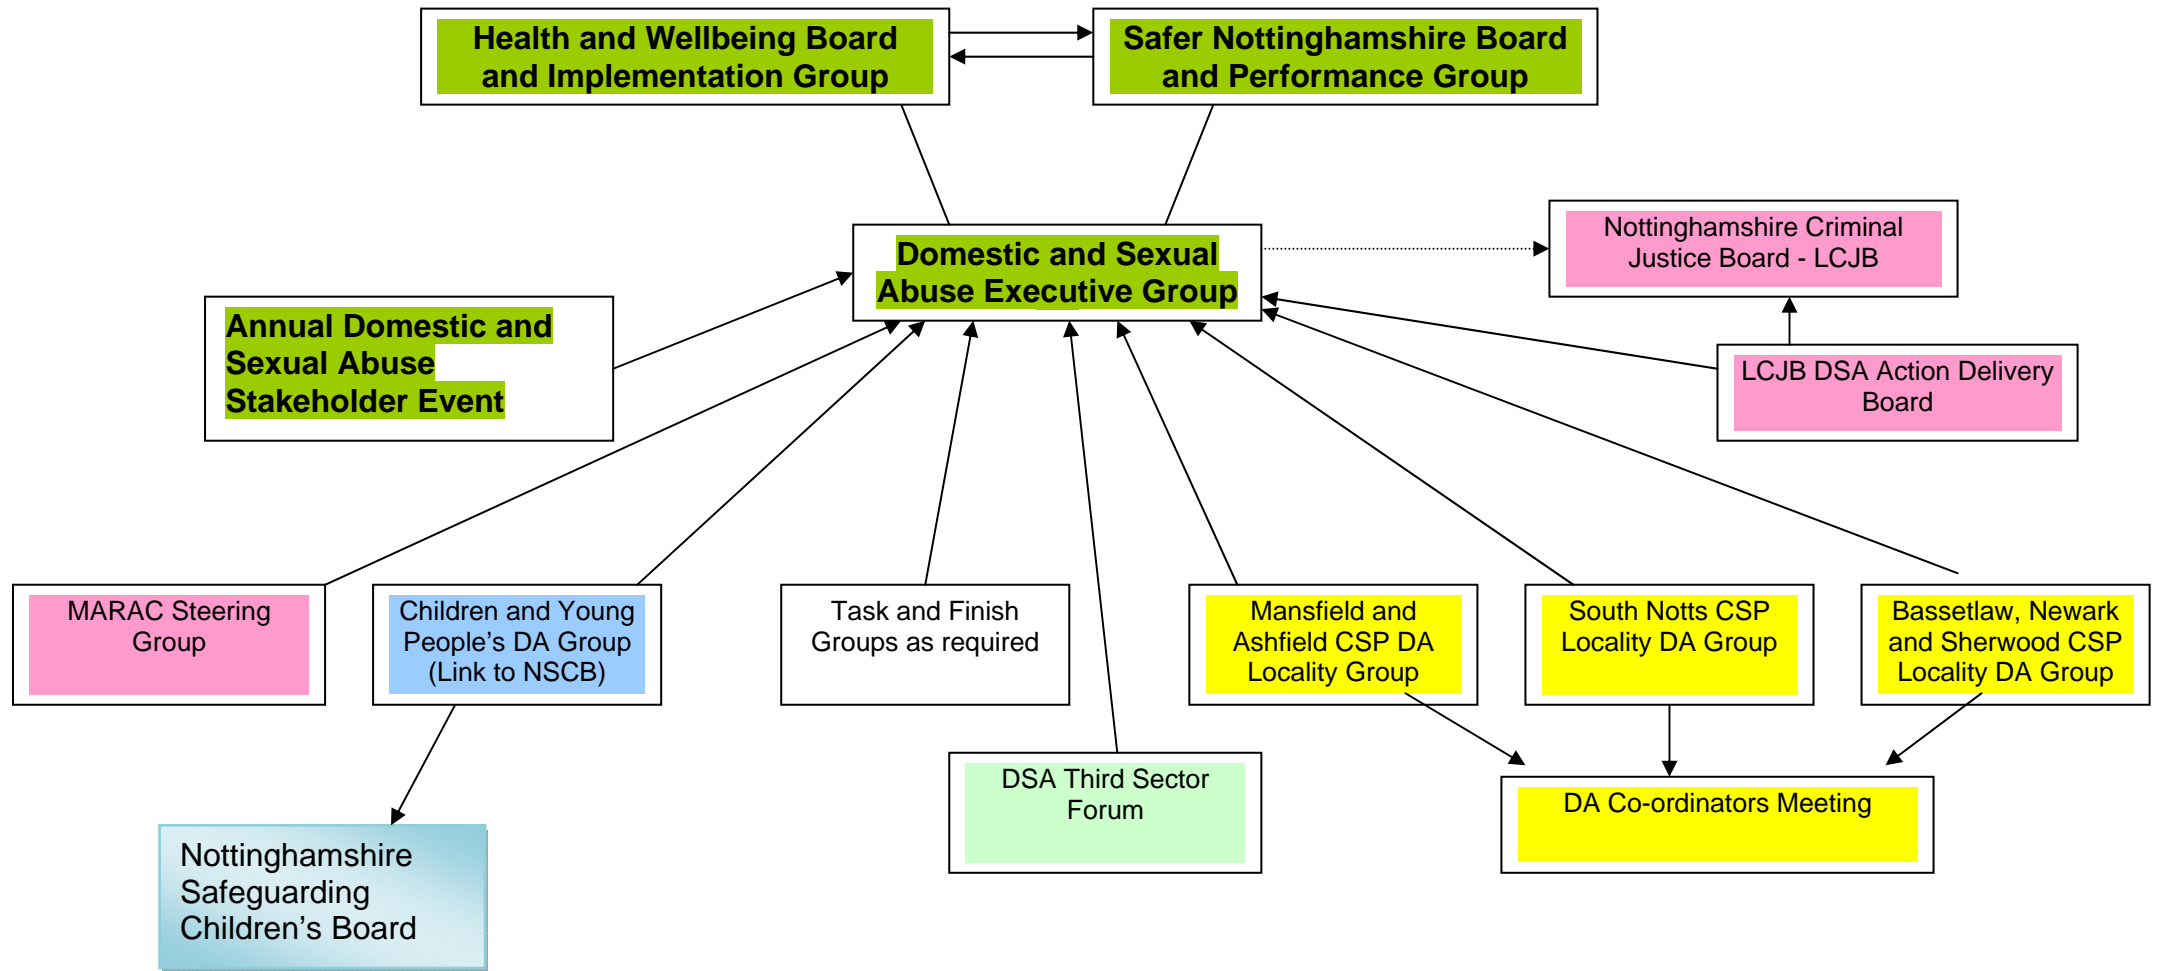 Health and Wellbeing Board
and Implementation Group
Safer Nottinghamshire Board
and Performance Group
Nottinghamshire Criminal
Justice Board - LCJB
Domestic and Sexual
Abuse Executive Group
Annual Domestic and
Sexual Abuse
Stakeholder Event
LCJB DSA Action Delivery
Board
MARAC Steering
Group
Children and Young
People’s DA Group
(Link to NSCB)
Task and Finish
Groups as required
Mansfield and
Ashfield CSP DA
Locality Group
South Notts CSP
Locality DA Group
Bassetlaw, Newark
and Sherwood CSP
Locality DA Group
DSA Third Sector
Forum
DA Co-ordinators Meeting
Nottinghamshire
Safeguarding
Children’s Board